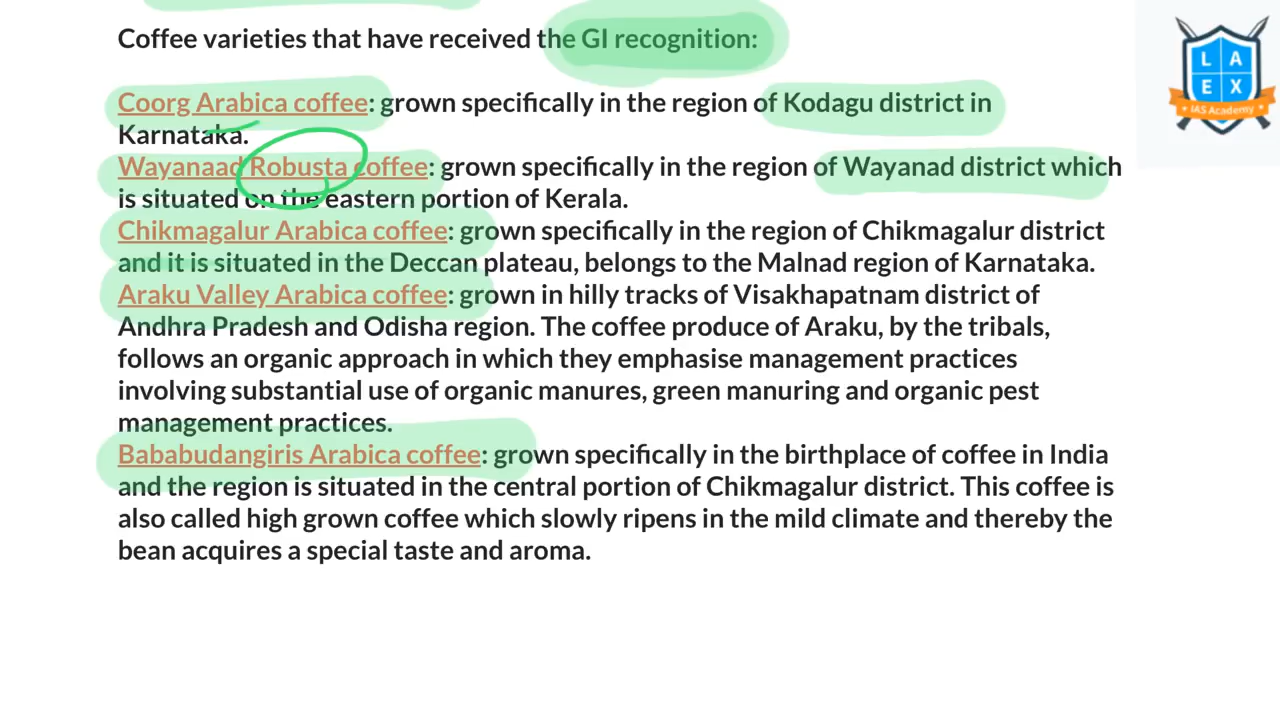 Coffee varieties that have received the GI recognition:
Coorg Arabica coffee: grown specifically in the region of Kodagu district in
Karnataka.
Wayanaad Robusta coffee: grown specifically in the region of Wayanad district which
is situated on the eastern portion of Kerala.
Chikmagalur Arabica coffee: grown specifically in the region of Chikmagalur district
and it is situated in the Deccan plateau, belongs to the Malnad region of Karnataka.
Araku Valley Arabica coffee: grown in hilly tracks of Visakhapatnam district of
Andhra Pradesh and Odisha region. The coffee produce of Araku, by the tribals,
follows an organic approach in which they emphasise management practices
involving substantial use of organic manures, green manuring and organic pest
management practices.
Bababudangiris Arabica coffee: grown specifically in the birthplace of coffee in India
and the region is situated in the central portion of Chikmagalur district. This coffee is
also called high grown coffee which slowly ripens in the mild climate and thereby the
bean acquires a special taste and aroma.
L A
E X
IAS Academy